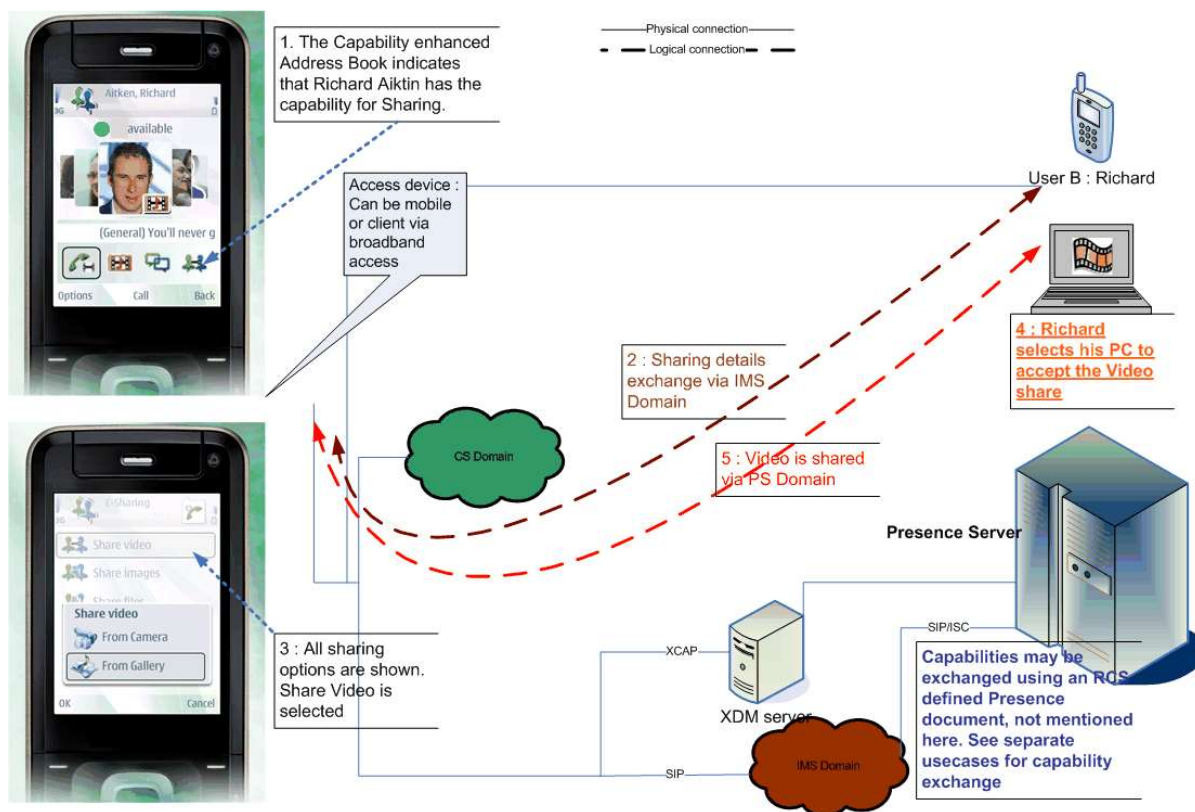 Physical connection
Logical connection
1. The Capability enhanced
Address Book indicates
that Richard Aiktin has the
capability for Sharing.
3G
Aitken, Richard
available
(General) You'll never g
Options
Call
Back
Access device :
Can be mobile
or client via
broadband
access
User B : Richard
4 : Richard
selects his PC to
accept the Video
share
2 : Sharing details
exchange via IMS
Domain
CS Domain
5 : Video is shared
via PS Domain
3G
Share video
Share images
Share files
Share video
From Camera
From Gallery
OK
Cancel
3 : All sharing
options are shown.
Share Video is
selected
Presence Server
XCAP
XDM server
SIP/ISC
SIP
IMS Domain
Capabilities may be
exchanged using an RCS
defined Presence
document, not mentioned
here. See separate
usecases for capability
exchange